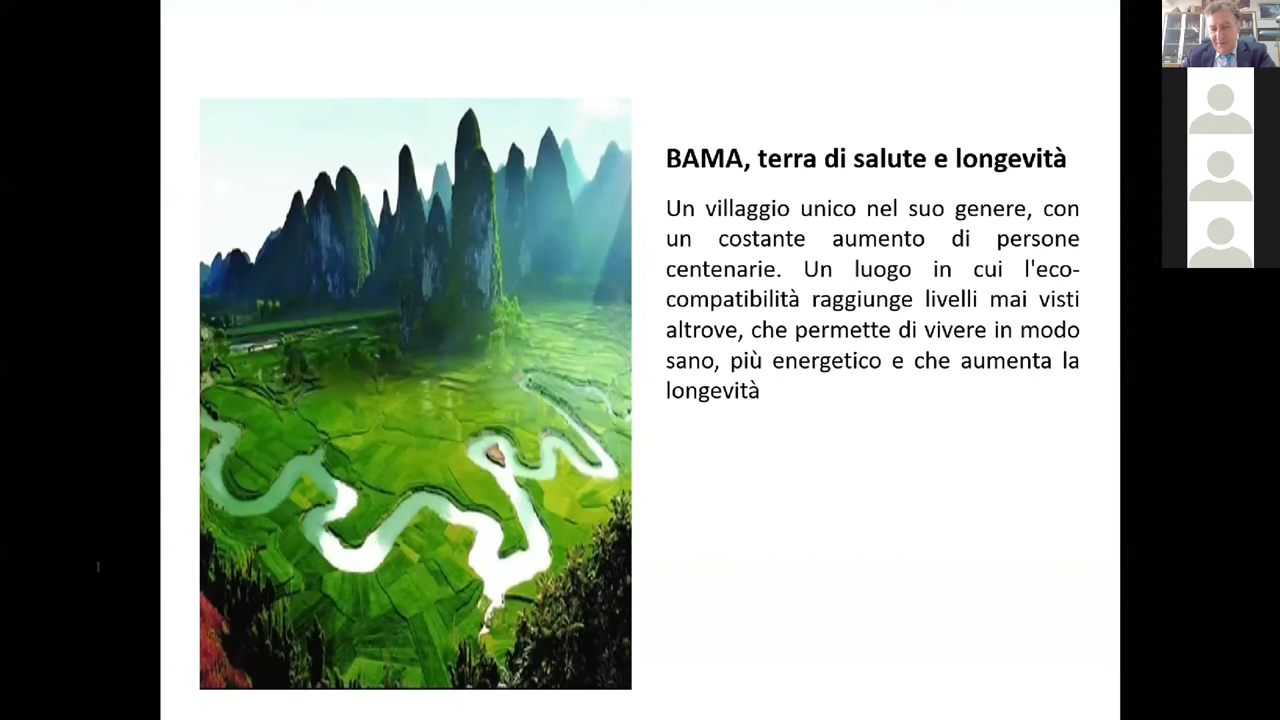 BAMA, terra di salute e longevità
Un villaggio unico nel suo genere, con
un costante aumento di persone
centenarie. Un luogo in cui l'eco-
compatibilità raggiunge livelli mai visti
altrove, che permette di vivere in modo
sano, più energetico e che aumenta la
longevità